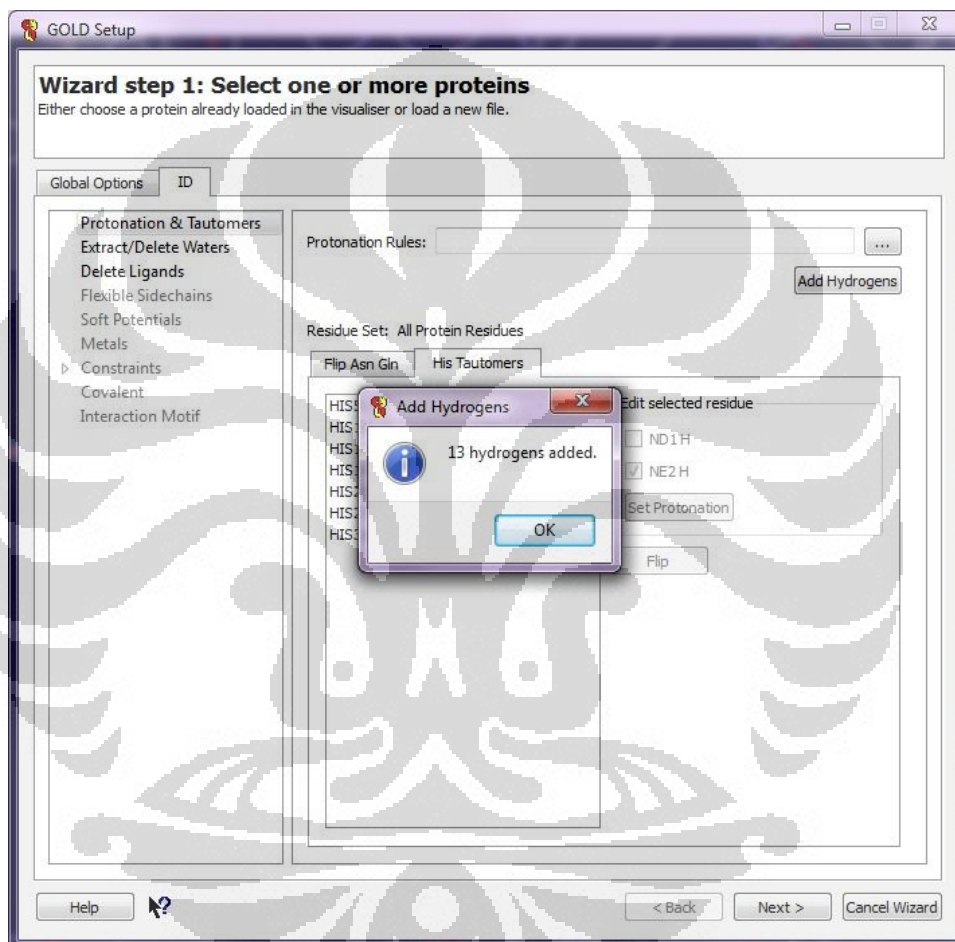 GOLD Setup
Wizard step 1: Select one or more proteins
Either choose a protein already loaded in the visualiser or load a new file.
Global Options
ID
Protonation & Tautomers
Extract/Delete Waters
Delete Ligands
Flexible Sidechains
Soft Potentials
Metals
Constraints
Covalent
Interaction Motif
Protonation Rules:
...
Add Hydrogens
Residue Set: All Protein Residues
Flip Asn Gln
His Tautomers
Edit selected residue
ND1 H
NE2 H
Set Protonation
Flip
Add Hydrogens
13 hydrogens added.
OK
Help
< Back
Next >
Cancel Wizard